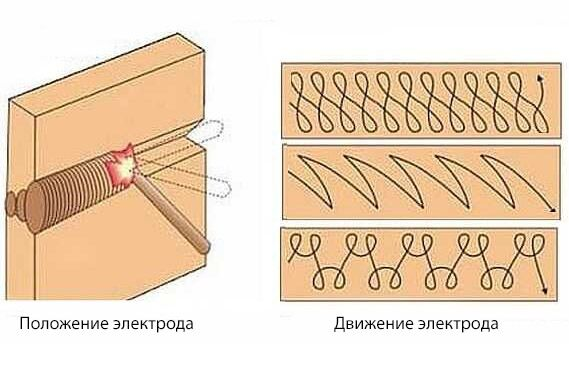 Положение электрода
Движение электрода